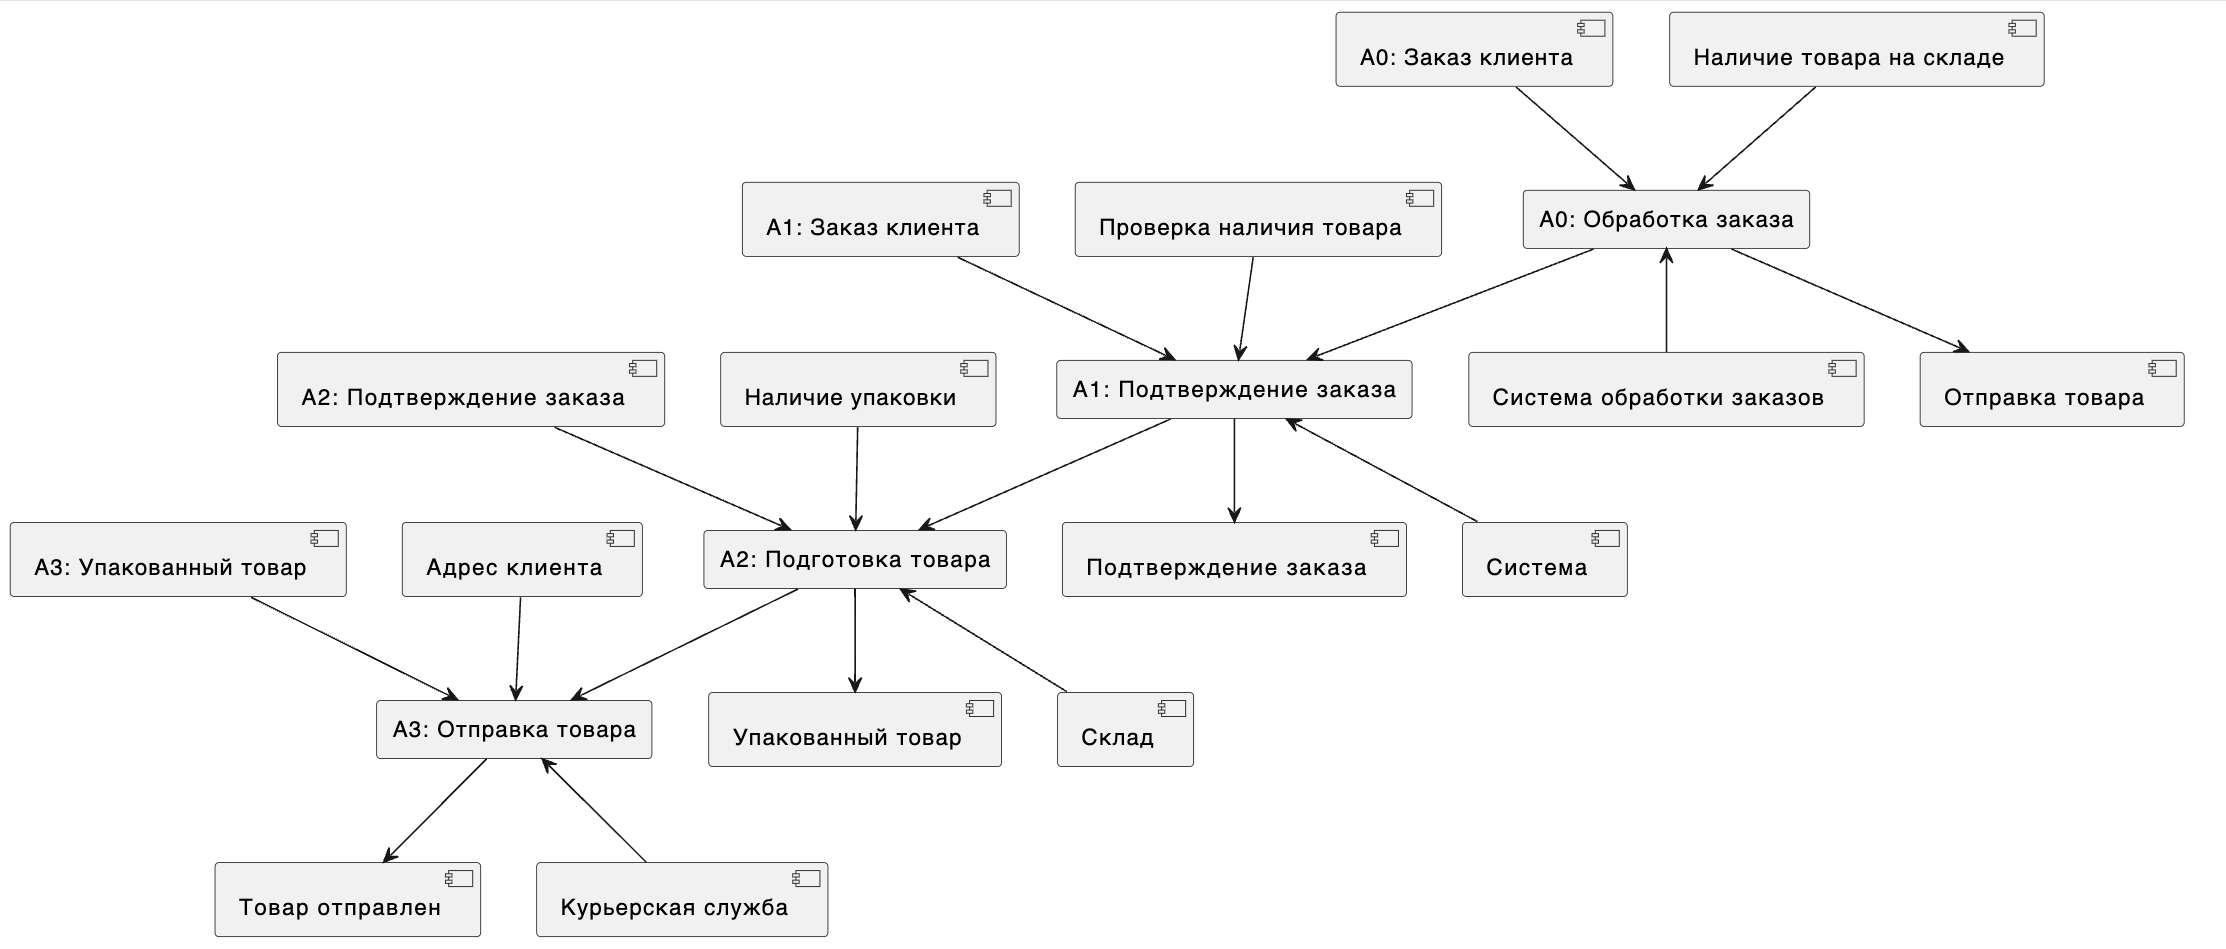 A0: Заказ клиента
Наличие товара на складе
A1: Заказ клиента
Проверка наличия товара
A0: Обработка заказа
A2: Подтверждение заказа
Наличие упаковки
A1: Подтверждение заказа
Система обработки заказов
Отправка товара
A3: Упакованный товар
Адрес клиента
A2: Подготовка товара
Подтверждение заказа
Система
A3: Отправка товара
Упакованный товар
Склад
Товар отправлен
Курьерская служба